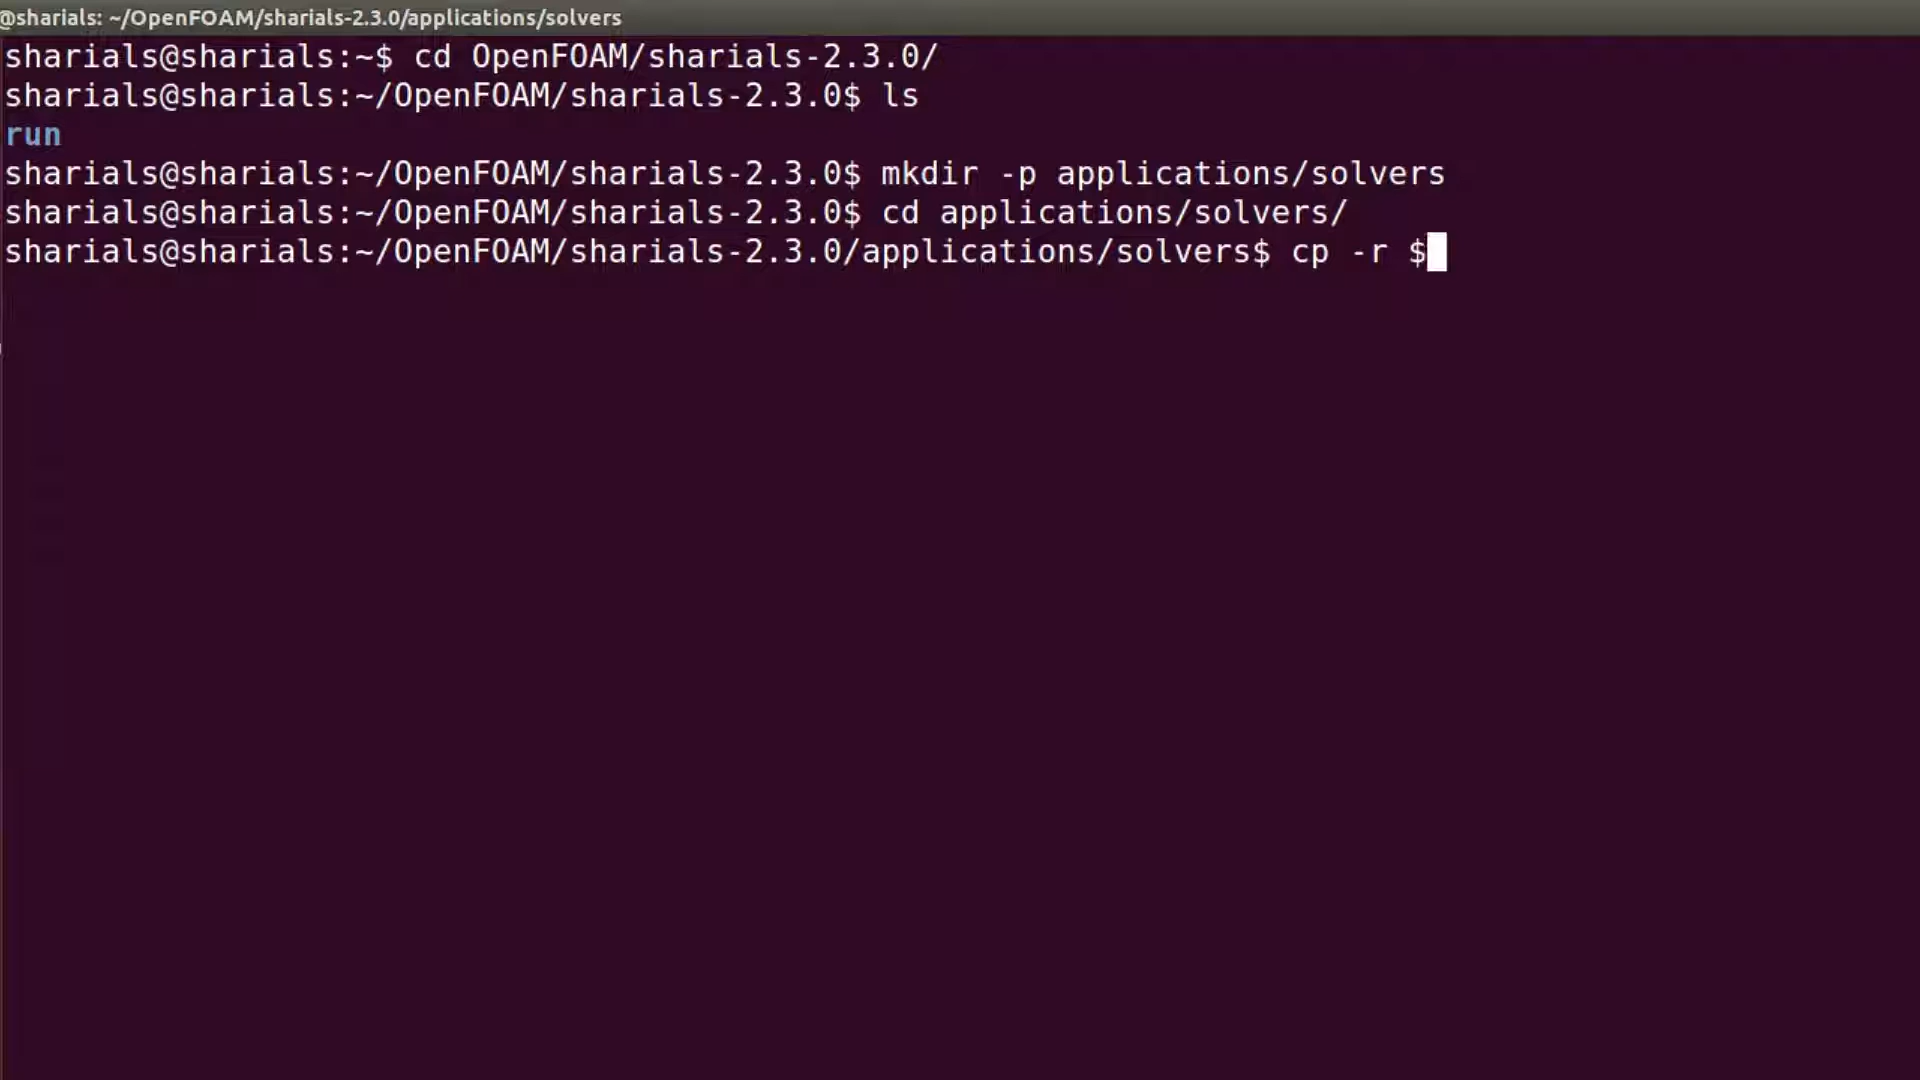 @sharials: ~/OpenFOAM/sharials-2.3.0/applications/solvers
sharials@sharials:~$ cd OpenFOAM/sharials-2.3.0/
sharials@sharials:~/OpenFOAM/sharials-2.3.0$ ls
run
sharials@sharials:~/OpenFOAM/sharials-2.3.0$ mkdir -p applications/solvers
sharials@sharials:~/OpenFOAM/sharials-2.3.0$ cd applications/solvers/
sharials@sharials:~/OpenFOAM/sharials-2.3.0/applications/solvers$ cp -r $